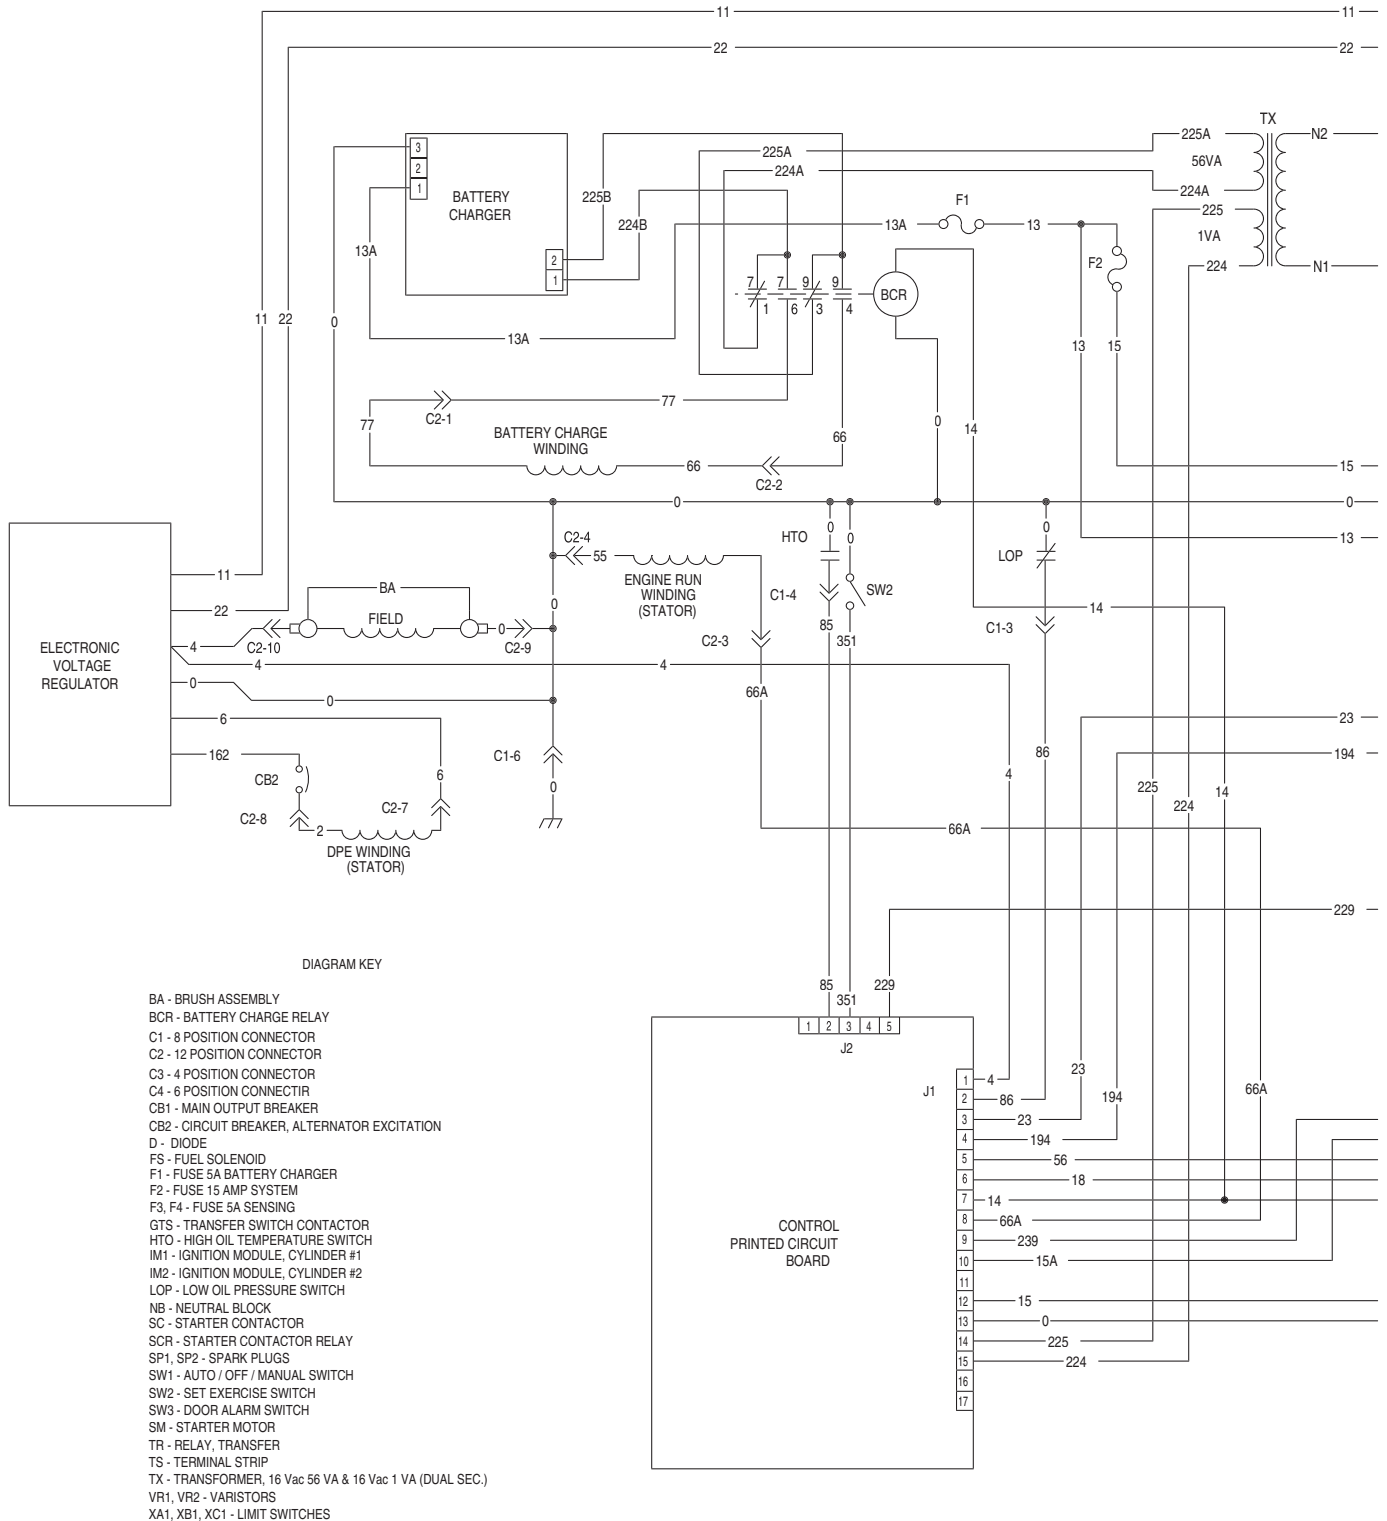 11 11
22 22
TX
225A N2
3 225A 56VA
2 BATTERY 224A
1 CHARGER 225B 224A
F1 225
224B 13A 13 1VA
13A F2 224 N1
2
1
7 7 9 9 BCR
1 6 3 4
11 22 0 13A 13 15
C2-1 77
77 0 14
BATTERY CHARGE
WINDING 66
66 15
C2-2
0 0
C2-4 HTO 0 0 0
55 LOP 13
ENGINE RUN
WINDING
(STATOR)
11 C1-4 SW2
BA 0
22 FIELD 85 14
4 0 351 C1-3
C2-10 C2-9 C2-3
ELECTRONIC
VOLTAGE
REGULATOR
4 4
0 0 66A
6 23
162 C1-6 86 194
CB2 6 0 4 225 14
C2-8 C2-7 224
2 66A
DPE WINDING
(STATOR)
229
DIAGRAM KEY
BA - BRUSH ASSEMBLY
BCR - BATTERY CHARGE RELAY
C1 - 8 POSITION CONNECTOR
C2 - 12 POSITION CONNECTOR
C3 - 4 POSITION CONNECTOR
C4 - 6 POSITION CONNECTIR
CB1 - MAIN OUTPUT BREAKER
CB2 - CIRCUIT BREAKER, ALTERNATOR EXCITATION
D - DIODE
FS - FUEL SOLENOID
F1 - FUSE 5A BATTERY CHARGER
F2 - FUSE 15 AMP SYSTEM
F3, F4 - FUSE 5A SENSING
GTS - TRANSFER SWITCH CONTACTOR
HTO - HIGH OIL TEMPERATURE SWITCH
IM1 - IGNITION MODULE, CYLINDER #1
IM2 - IGNITION MODULE, CYLINDER #2
LOP - LOW OIL PRESSURE SWITCH
NB - NEUTRAL BLOCK
SC - STARTER CONTACTOR
SCR - STARTER CONTACTOR RELAY
SP1, SP2 - SPARK PLUGS
SW1 - AUTO / OFF / MANUAL SWITCH
SW2 - SET EXERCISE SWITCH
SW3 - DOOR ALARM SWITCH
SM - STARTER MOTOR
TR - RELAY, TRANSFER
TS - TERMINAL STRIP
TX - TRANSFORMER, 16 Vac 56 VA & 16 Vac 1 VA (DUAL SEC.)
VR1, VR2 - VARISTORS
XA1, XB1, XC1 - LIMIT SWITCHES
85 351 229
1 2 3 4 5
J2
23 194 66A
J1
1 4
2 86
3 23
4 194
5 56
6 18
7 14
8 66A
9 239
10 15A
11
12 15
13 0
14 225
15 224
16
17
CONTROL
PRINTED CIRCUIT
BOARD